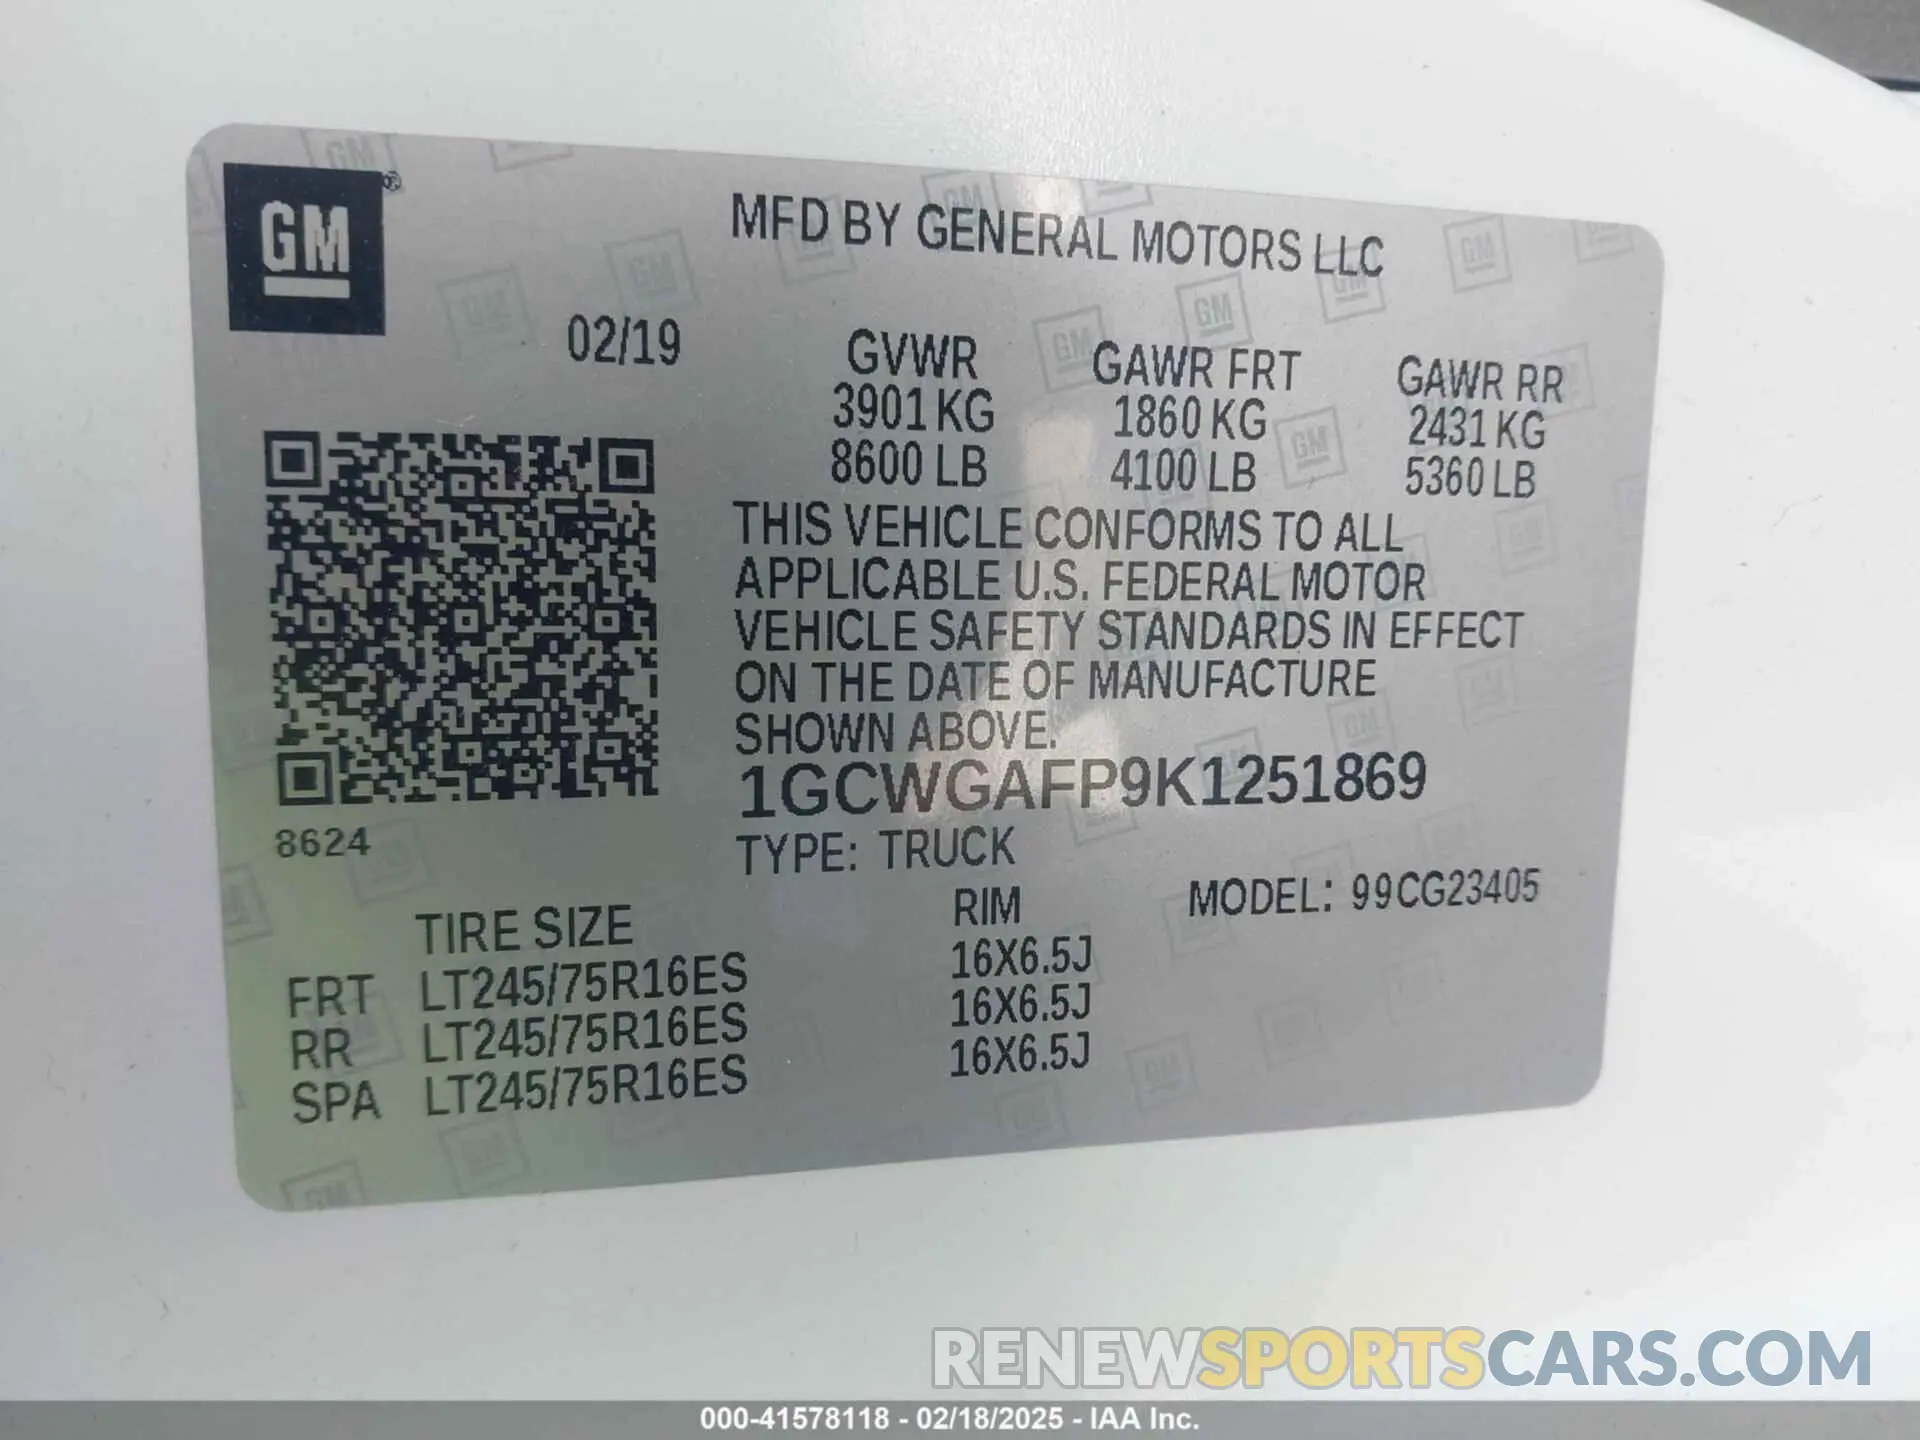 GM®
MFD BY GENERAL MOTORS LLC
02/19
GVWR GAWR FRT GAWR RR
3901 KG 1860 KG 2431 KG
8600 LB 4100 LB 5360 LB
THIS VEHICLE CONFORMS TO ALL
APPLICABLE U.S. FEDERAL MOTOR
VEHICLE SAFETY STANDARDS IN EFFECT
ON THE DATE OF MANUFACTURE
SHOWN ABOVE.
1GCWGAFP9K1251869
8624
TYPE: TRUCK
MODEL: 99CG23405
TIRE SIZE RIM
FRT LT245/75R16ES 16X6.5J
RR LT245/75R16ES 16X6.5J
SPA LT245/75R16ES 16X6.5J
RENEWSPORTSCARS.COM
000-41578118 - 02/18/2025 - IAA Inc.